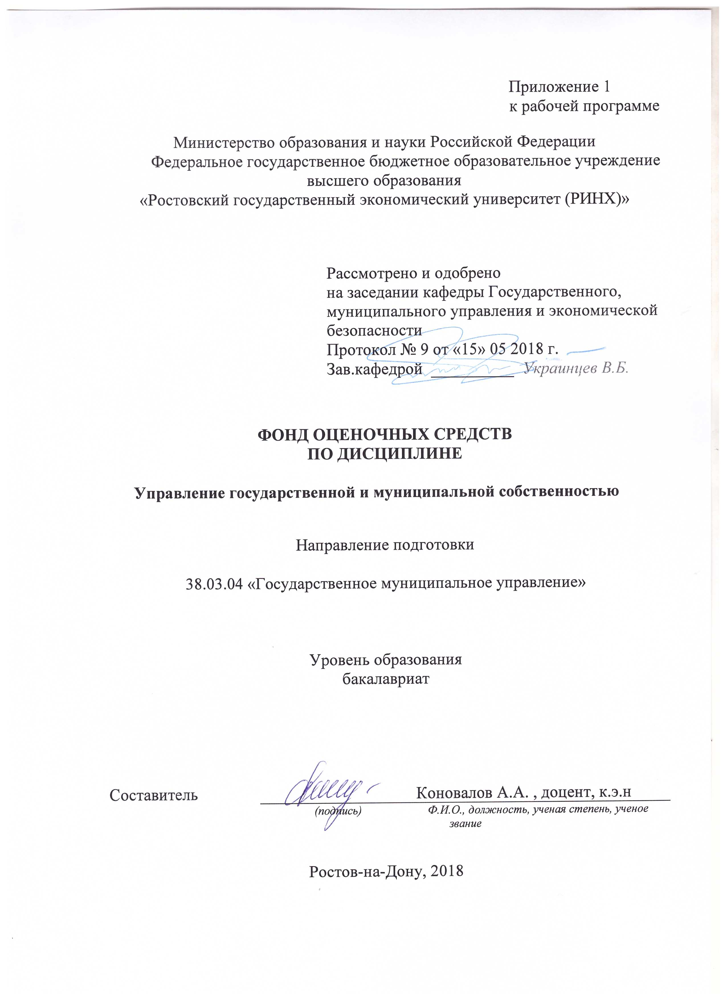 Приложение 1
к рабочей программе
Министерство образования и науки Российской Федерации
Федеральное государственное бюджетное образовательное учреждение
высшего образования
«Ростовский государственный экономический университет (РИНХ)»
Рассмотрено и одобрено
на заседании кафедры Государственного,
муниципального управления и экономической
безопасности
Протокол № 9 от «15» 05 2018 г.
Зав.кафедрой __________ Украинцев В.Б.
ФОНД ОЦЕНОЧНЫХ СРЕДСТВ
ПО ДИСЦИПЛИНЕ
Управление государственной и муниципальной собственностью
Направление подготовки
38.03.04 «Государственное муниципальное управление»
Уровень образования
бакалавриат
Составитель Коновалов А.А. , доцент, к.э.н
(подпись) Ф.И.О., должность, ученая степень, ученое
звание
Ростов-на-Дону, 2018